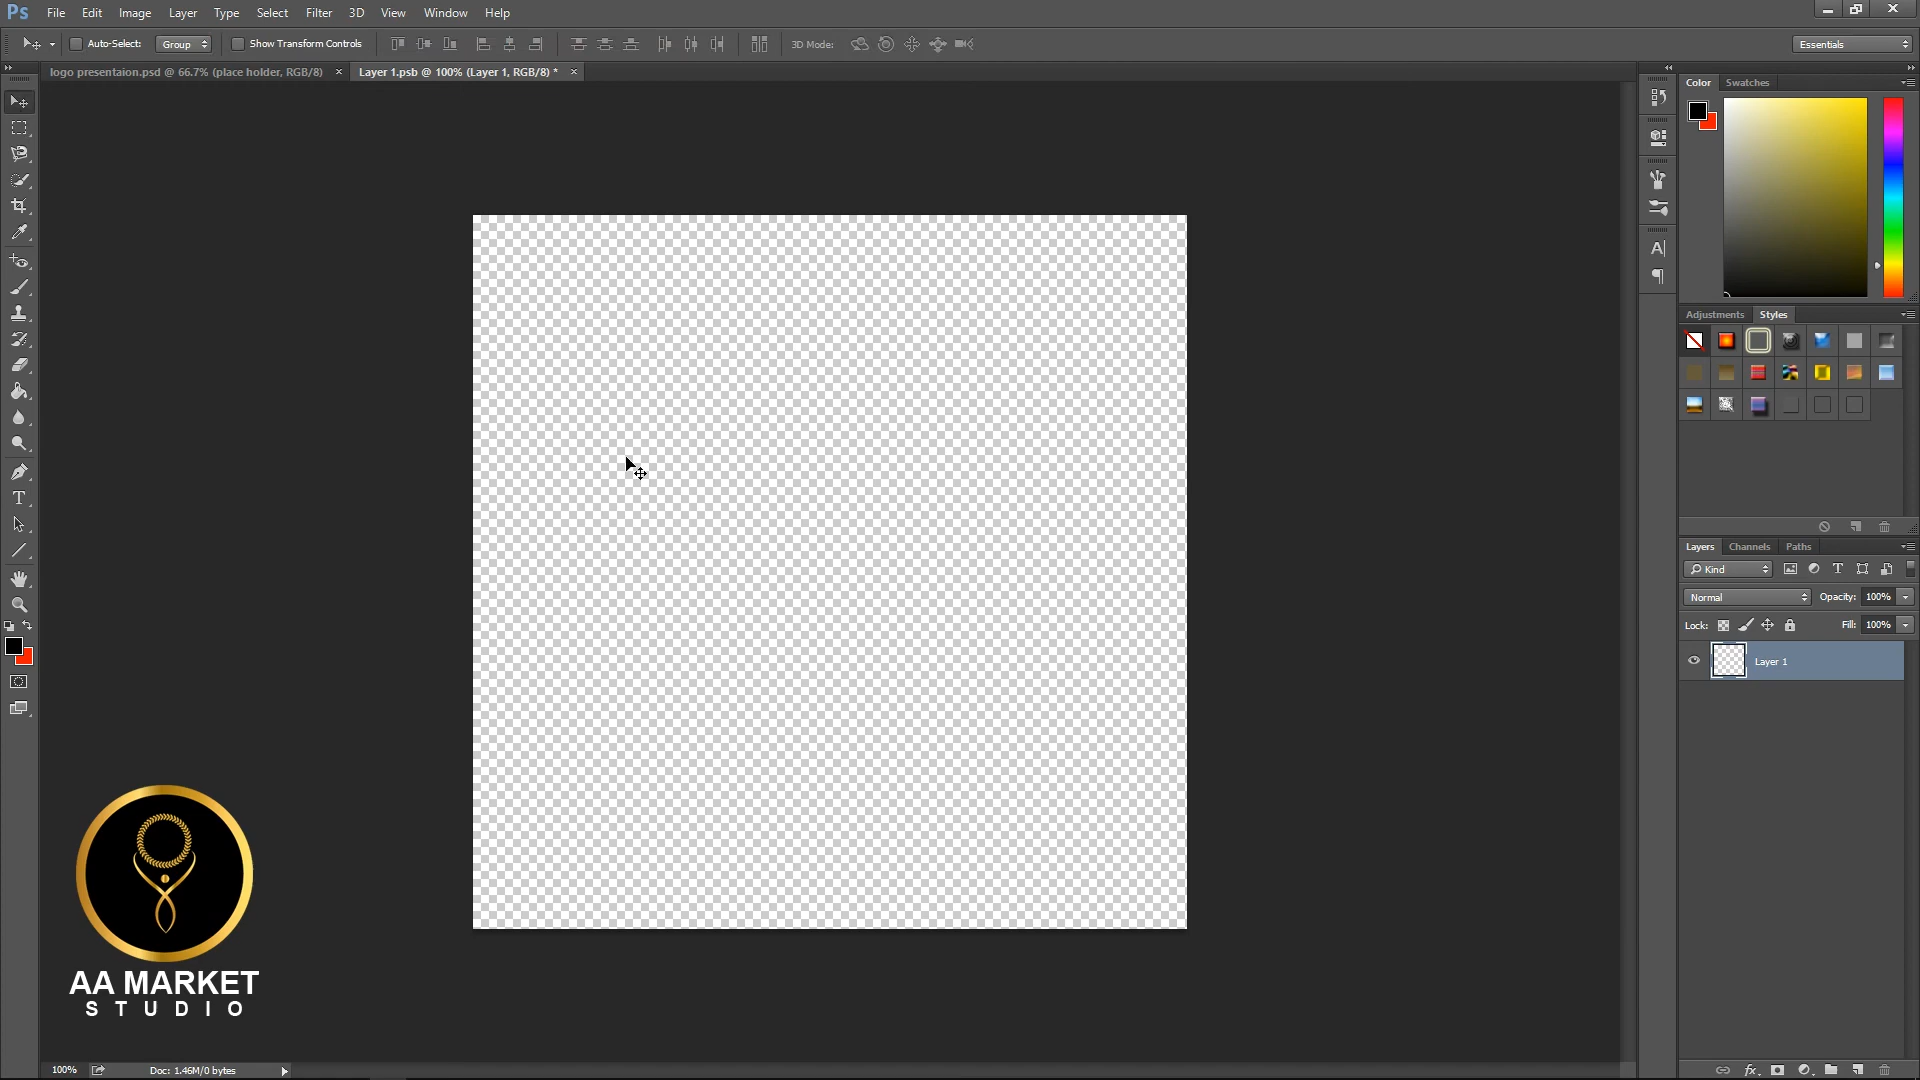 Ps File Edit Image Layer Type Select Filter 3D View Window Help
Auto-Select: Group Show Transform Controls 3D Mode: Essentials
logo presentaion.psd @ 66.7% (place holder, RGB/8) × Layer 1.psb @ 100% (Layer 1, RGB/8) * ×
Color Swatches
Adjustments Styles
Layers Channels Paths
Kind
Normal Opacity: 100%
Lock: Fill: 100%
Layer 1
AA MARKET
STUDIO
100% Doc: 1.46M/0 bytes